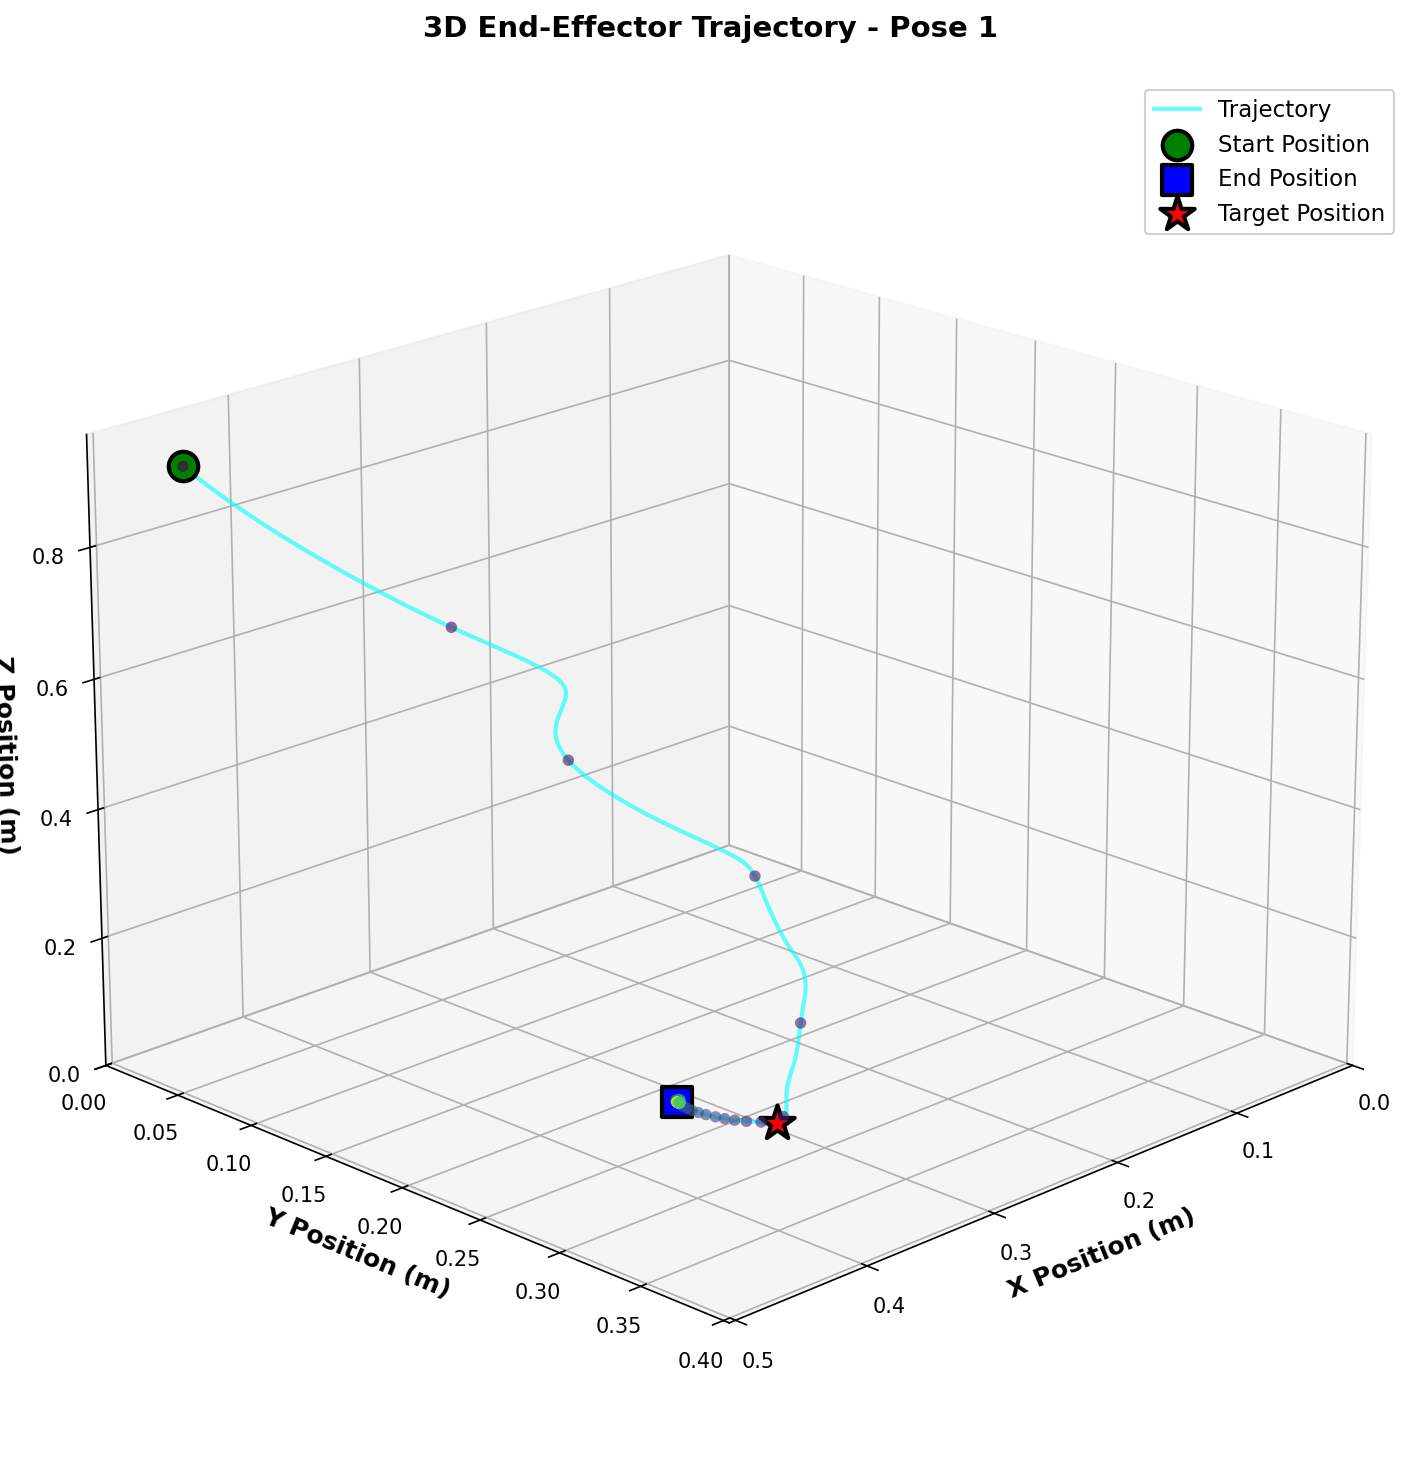 3D End-Effector Trajectory - Pose 1
Trajectory
Start Position
End Position
Target Position
0.8
0.6
0.4
0.2
0.0
Z Position (m)
0.00
0.05
0.10
0.15
0.20
0.25
0.30
0.35
0.40
Y Position (m)
0.5
0.4
0.3
0.2
0.1
0.0
X Position (m)